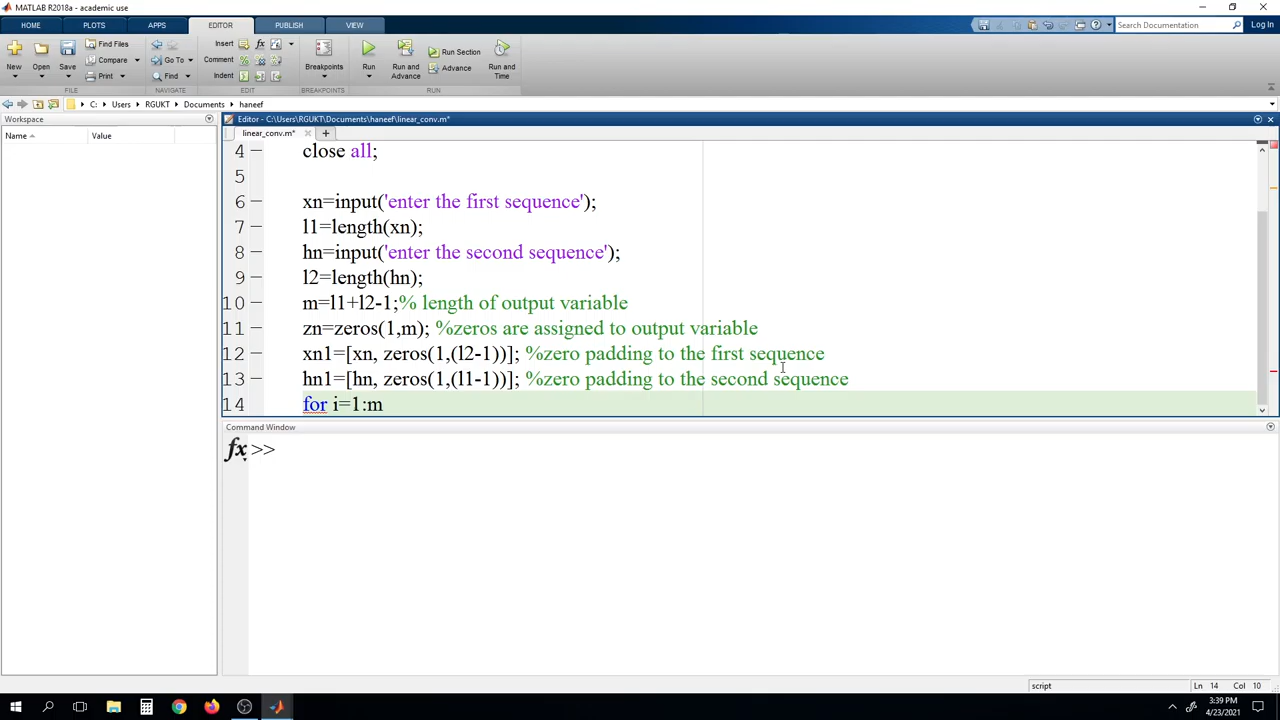 MATLAB R2018a - academic use
HOME PLOTS APPS EDITOR PUBLISH VIEW Search Documentation Log In
New Open Save Find Files Compare Print Go To Find Insert Comment Indent Breakpoints Run Run and Advance Run Section Advance Run and Time
FILE NAVIGATE EDIT BREAKPOINTS RUN
C: Users RGUKT Documents haneef
Workspace
Name Value
Editor - C:\Users\RGUKT\Documents\haneef\linear_conv.m*
linear_conv.m*
4 close all;
5
6 xn=input('enter the first sequence');
7 l1=length(xn);
8 hn=input('enter the second sequence');
9 l2=length(hn);
10 m=l1+l2-1;% length of output variable
11 zn=zeros(1,m); %zeros are assigned to output variable
12 xn1=[xn, zeros(1,(l2-1))]; %zero padding to the first sequence
13 hn1=[hn, zeros(1,(l1-1))]; %zero padding to the second sequence
14 for i=1:m
Command Window
fx >>
script Ln 14 Col 10
3:39 PM
4/23/2021